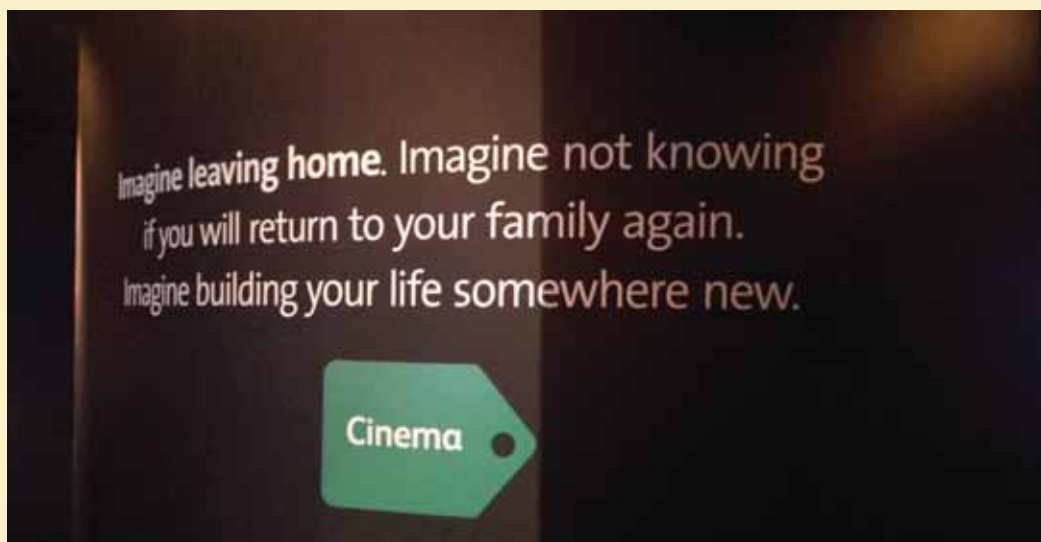 Imagine leaving home. Imagine not knowing
if you will return to your family again.
Imagine building your life somewhere new.
Cinema